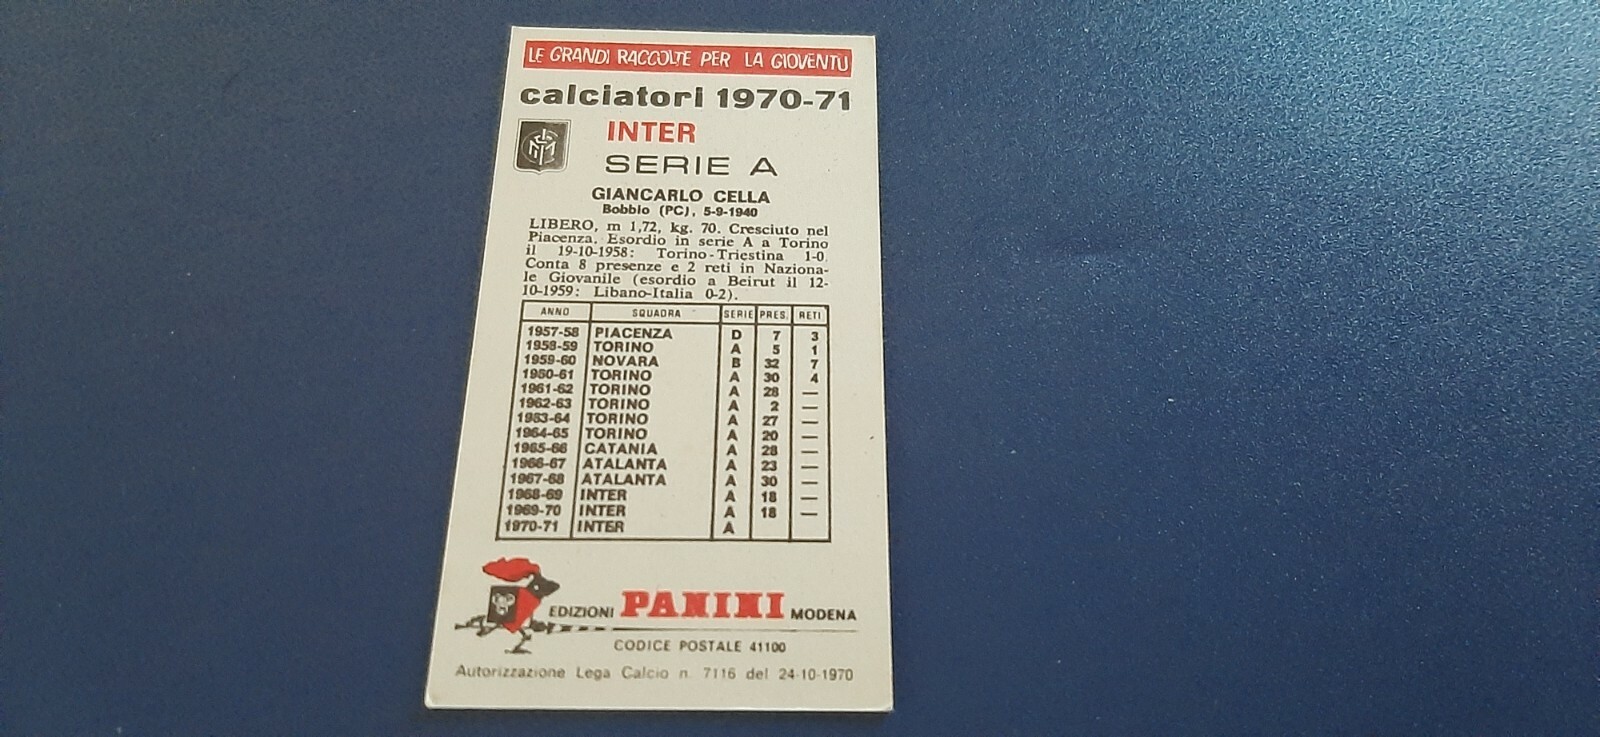 LE GRANDI RACCOLTE PER LA GIOVENTÙ
calciatori 1970-71
INTER
SERIE A
GIANCARLO CELLA
Bobbio (PC), 5-9-1940
LIBERO, m 1,72, kg. 70. Cresciuto nel
Piacenza. Esordio in serie A a Torino
il 19-10-1958: Torino-Triestina 1-0.
Conta 8 presenze e 2 reti in Naziona-
le Giovanile (esordio a Beirut il 12-
10-1959: Libano-Italia 0-2).
ANNO SQUADRA SERIE PRES. RETI
1957-58 PIACENZA D 7 3
1958-59 TORINO A 5 1
1959-60 NOVARA B 32 7
1960-61 TORINO A 30 4
1961-62 TORINO A 28 —
1962-63 TORINO A 2 —
1963-64 TORINO A 27 —
1964-65 TORINO A 20 —
1965-66 CATANIA A 28 —
1966-67 ATALANTA A 23 —
1967-68 ATALANTA A 30 —
1968-69 INTER A 18 —
1969-70 INTER A 18 —
1970-71 INTER A
EDIZIONI PANINI MODENA
CODICE POSTALE 41100
Autorizzazione Lega Calcio n. 7116 del 24-10-1970